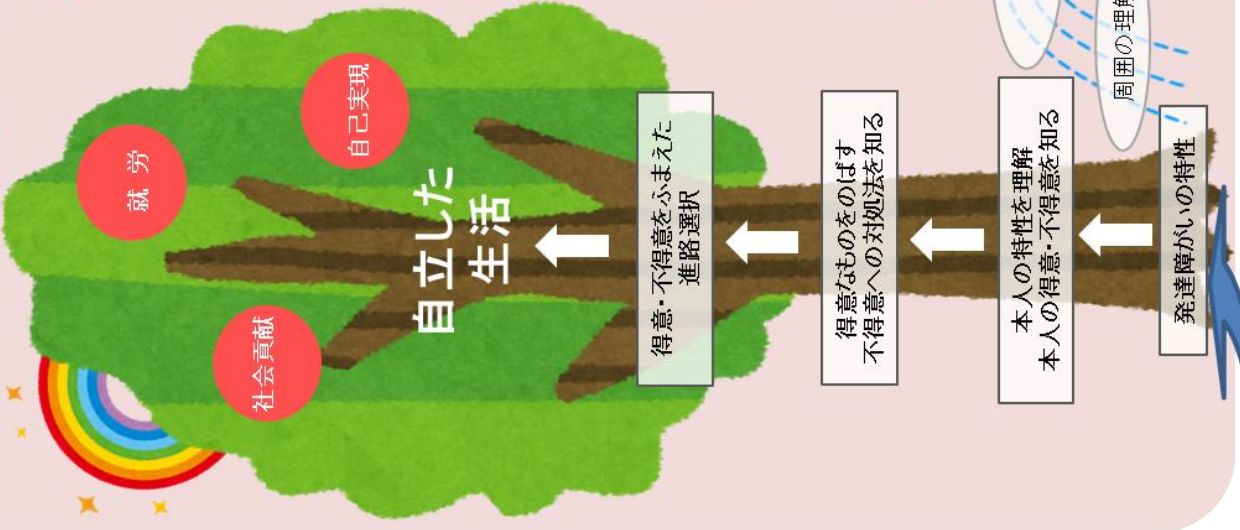 就 労
社会貢献
自己実現
自立した
生活
得意・不得意をふまえた
進路選択
得意なものをのばす
不得意への対処法を知る
本人の特性を理解
本人の得意・不得意を知る
周囲の理解
発達障がいの特性